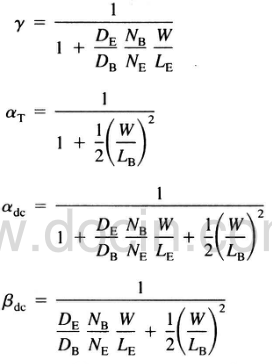 γ = 1 / (1 + (D_E/D_B) (N_B/N_E) (W/L_E))
α_T = 1 / (1 + (1/2)(W/L_B)^2)
α_dc = 1 / (1 + (D_E/D_B) (N_B/N_E) (W/L_E) + (1/2)(W/L_B)^2)
β_dc = 1 / ((D_E/D_B) (N_B/N_E) (W/L_E) + (1/2)(W/L_B)^2)